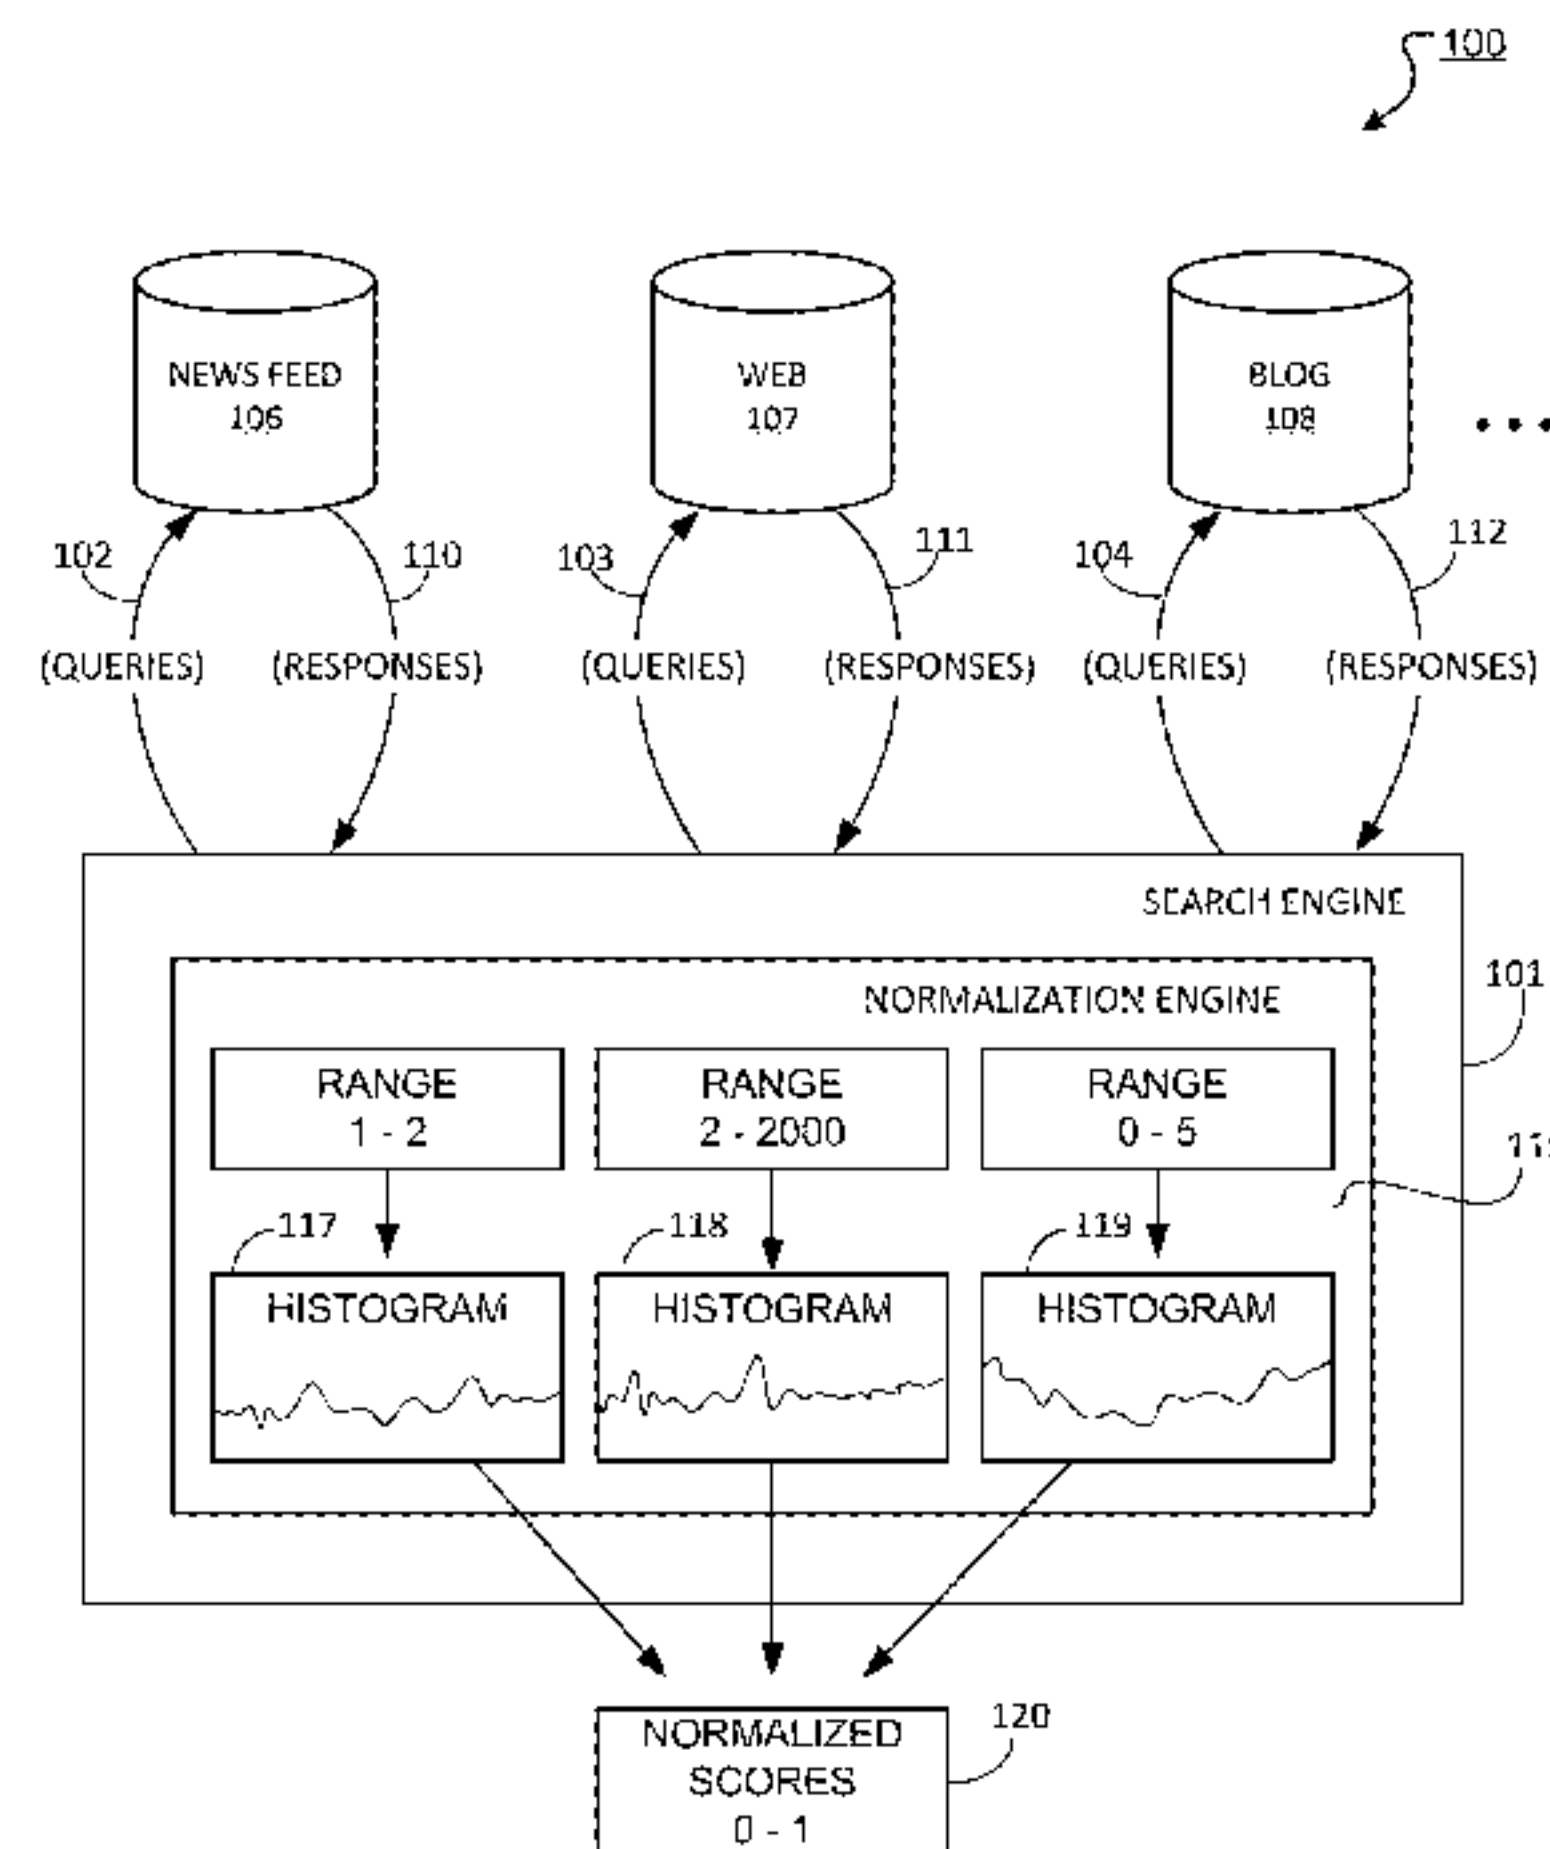 100
NEWS FEED
106
WEB
107
BLOG
108
102
110
103
111
104
112
(QUERIES)
(RESPONSES)
(QUERIES)
(RESPONSES)
(QUERIES)
(RESPONSES)
SEARCH ENGINE
101
NORMALIZATION ENGINE
RANGE
1 - 2
RANGE
2 - 2000
RANGE
0 - 5
117
118
119
HISTOGRAM
HISTOGRAM
HISTOGRAM
120
NORMALIZED
SCORES
0 - 1